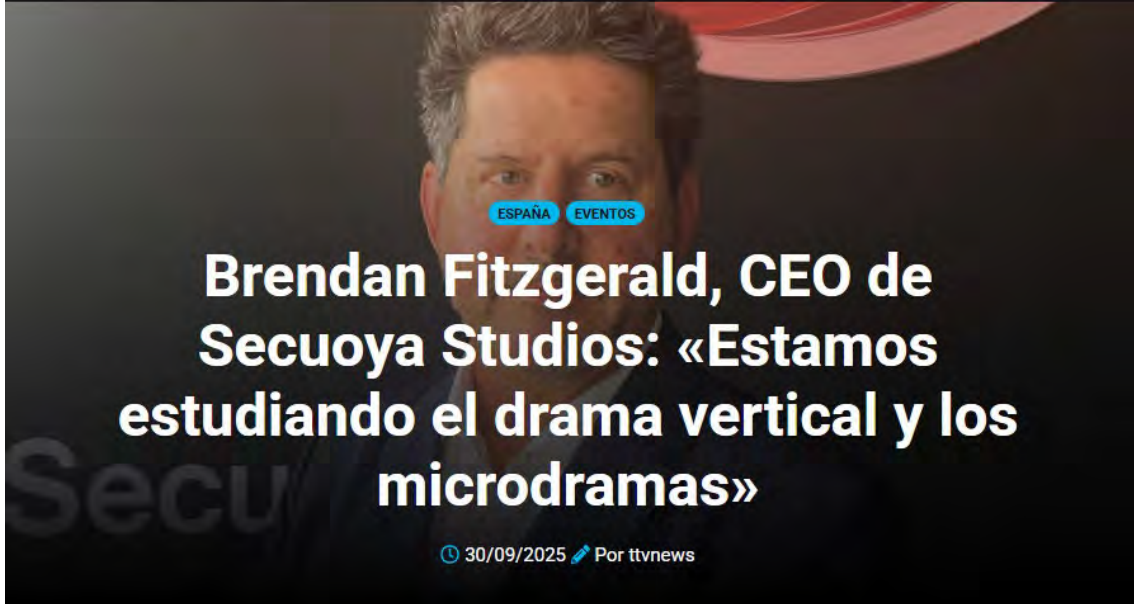 ESPAÑA EVENTOS
Brendan Fitzgerald, CEO de
Secuoya Studios: «Estamos
estudiando el drama vertical y los
microdramas»
Secu
30/09/2025 Por ttvnews